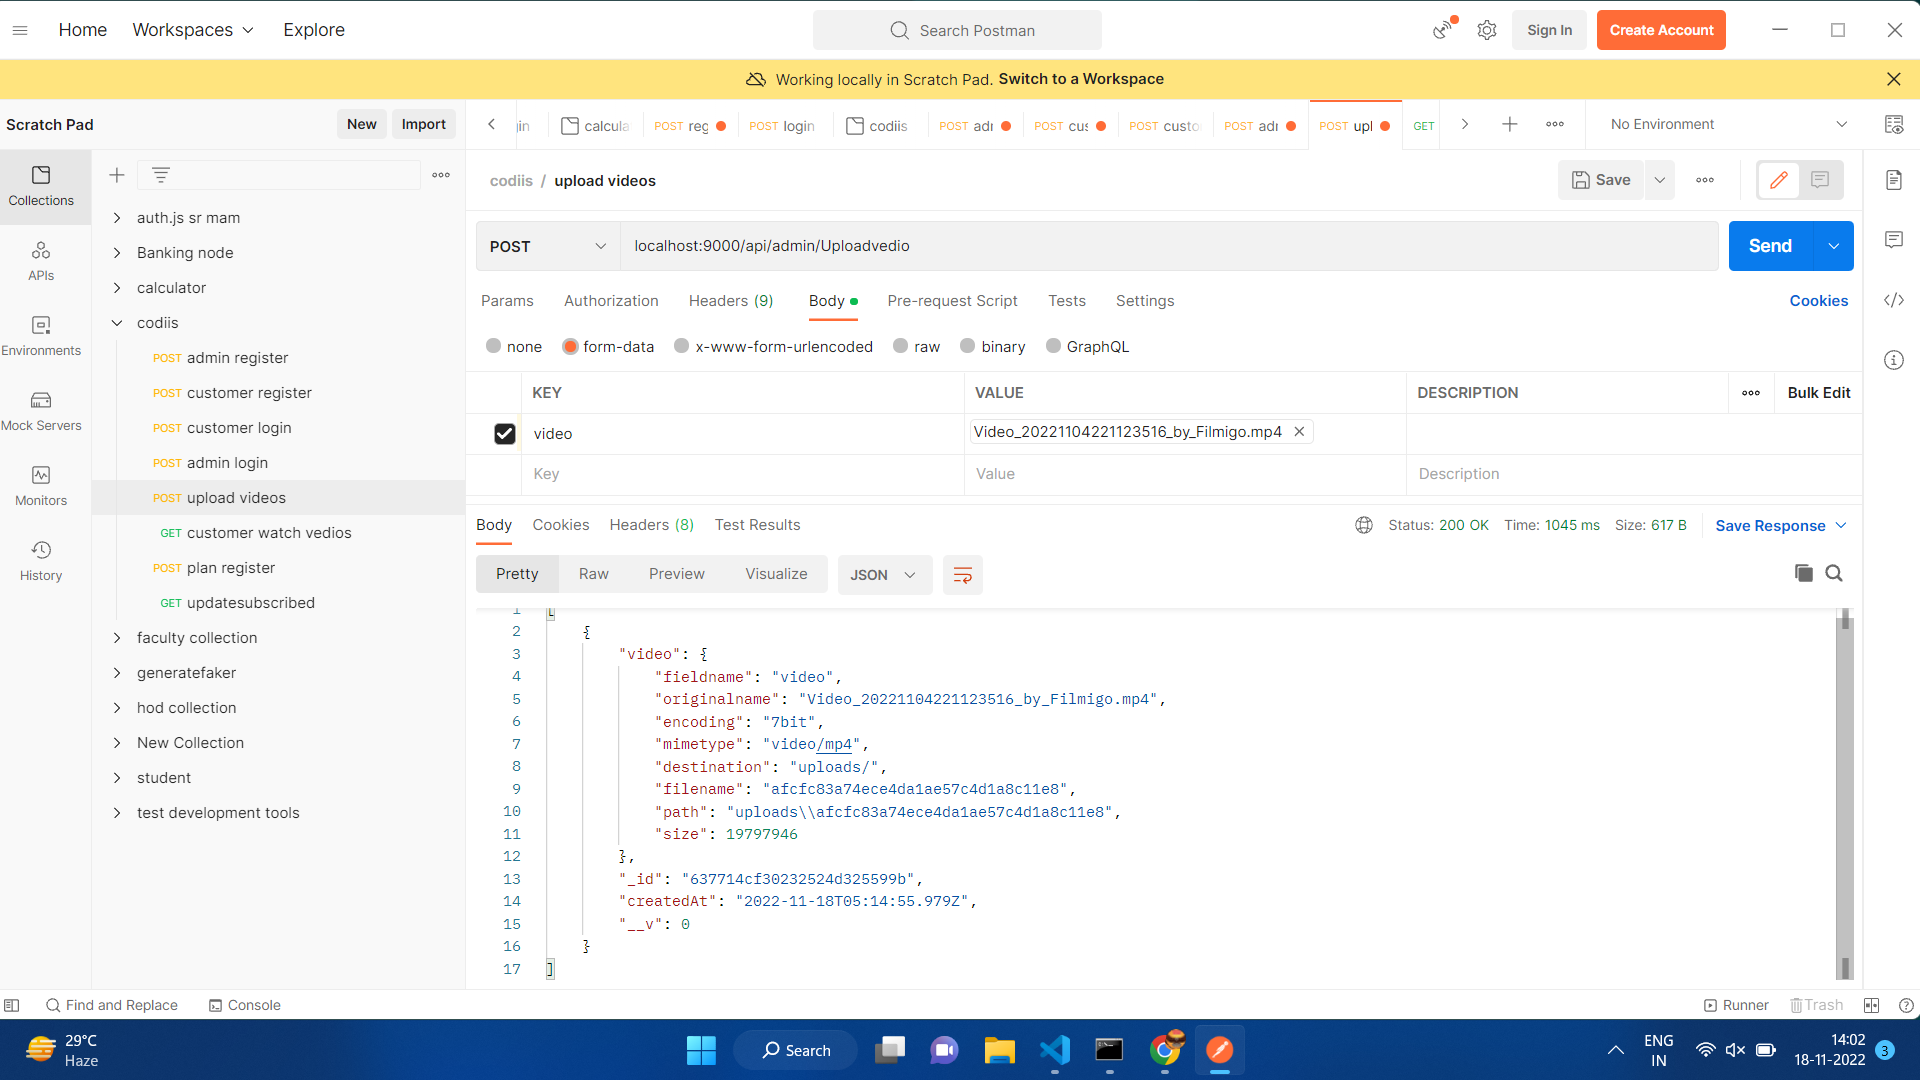 Home Workspaces Explore Search Postman Sign In Create Account
Working locally in Scratch Pad. Switch to a Workspace
Scratch Pad New Import
calcula POST reg POST login codiis POST adr POST cus POST custo POST adr POST upl GET No Environment
Collections
APIs
Environments
Mock Servers
Monitors
History
auth.js sr mam
Banking node
calculator
codiis
POST admin register
POST customer register
POST customer login
POST admin login
POST upload videos
GET customer watch vedios
POST plan register
GET updatesubscribed
faculty collection
generatefaker
hod collection
New Collection
student
test development tools
codiis / upload videos Save
POST localhost:9000/api/admin/Uploadvedio Send
Params Authorization Headers (9) Body Pre-request Script Tests Settings Cookies
none form-data x-www-form-urlencoded raw binary GraphQL
KEY VALUE DESCRIPTION Bulk Edit
video Video_20221104221123516_by_Filmigo.mp4
Key Value Description
Body Cookies Headers (8) Test Results Status: 200 OK Time: 1045 ms Size: 617 B Save Response
Pretty Raw Preview Visualize JSON
1 [
2 {
3 "video": {
4 "fieldname": "video",
5 "originalname": "Video_20221104221123516_by_Filmigo.mp4",
6 "encoding": "7bit",
7 "mimetype": "video/mp4",
8 "destination": "uploads/",
9 "filename": "afcfc83a74ece4da1ae57c4d1a8c11e8",
10 "path": "uploads\\afcfc83a74ece4da1ae57c4d1a8c11e8",
11 "size": 19797946
12 },
13 "_id": "637714cf30232524d325599b",
14 "createdAt": "2022-11-18T05:14:55.979Z",
15 "__v": 0
16 }
17 ]
Find and Replace Console Runner Trash
29°C
Haze
Search
ENG
IN
14:02
18-11-2022
3